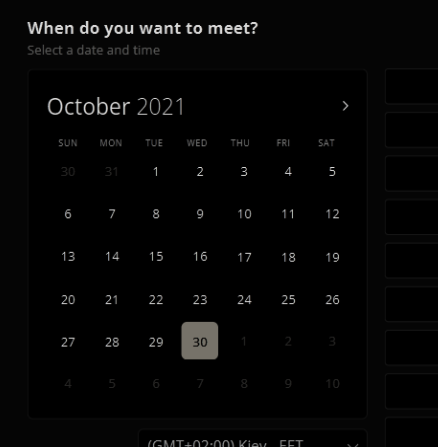 When do you want to meet?
Select a date and time
October 2021
SUN MON TUE WED THU FRI SAT
30 31 1 2 3 4 5
6 7 8 9 10 11 12
13 14 15 16 17 18 19
20 21 22 23 24 25 26
27 28 29 30 1 2 3
4 5 6 7 8 9 10
(GMT+02:00) Kiev EET